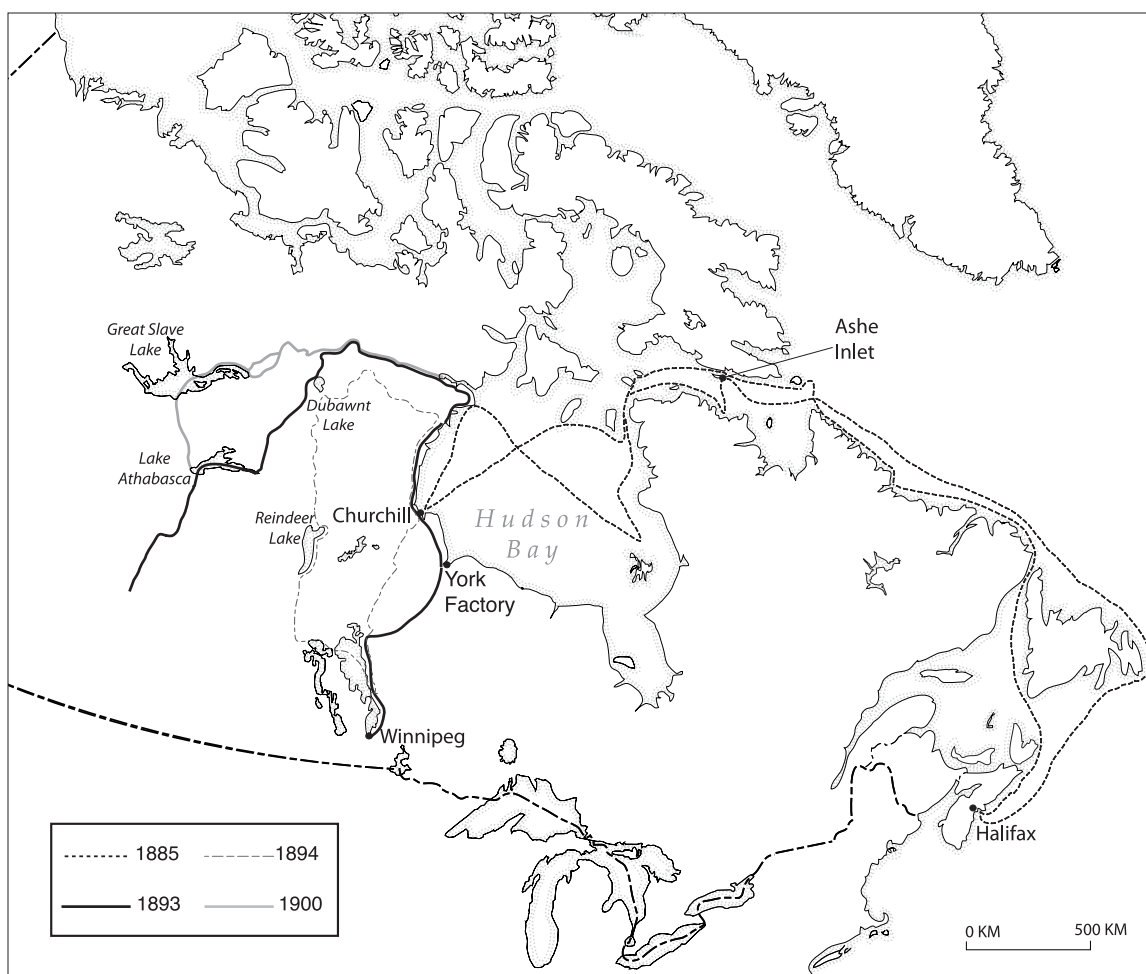 Great Slave
Lake
Ashe
Inlet
Dubawnt
Lake
Lake
Athabasca
Reindeer
Lake
Churchill
Hudson
Bay
York
Factory
Winnipeg
Halifax
1885
1894
1893
1900
0 KM 500 KM